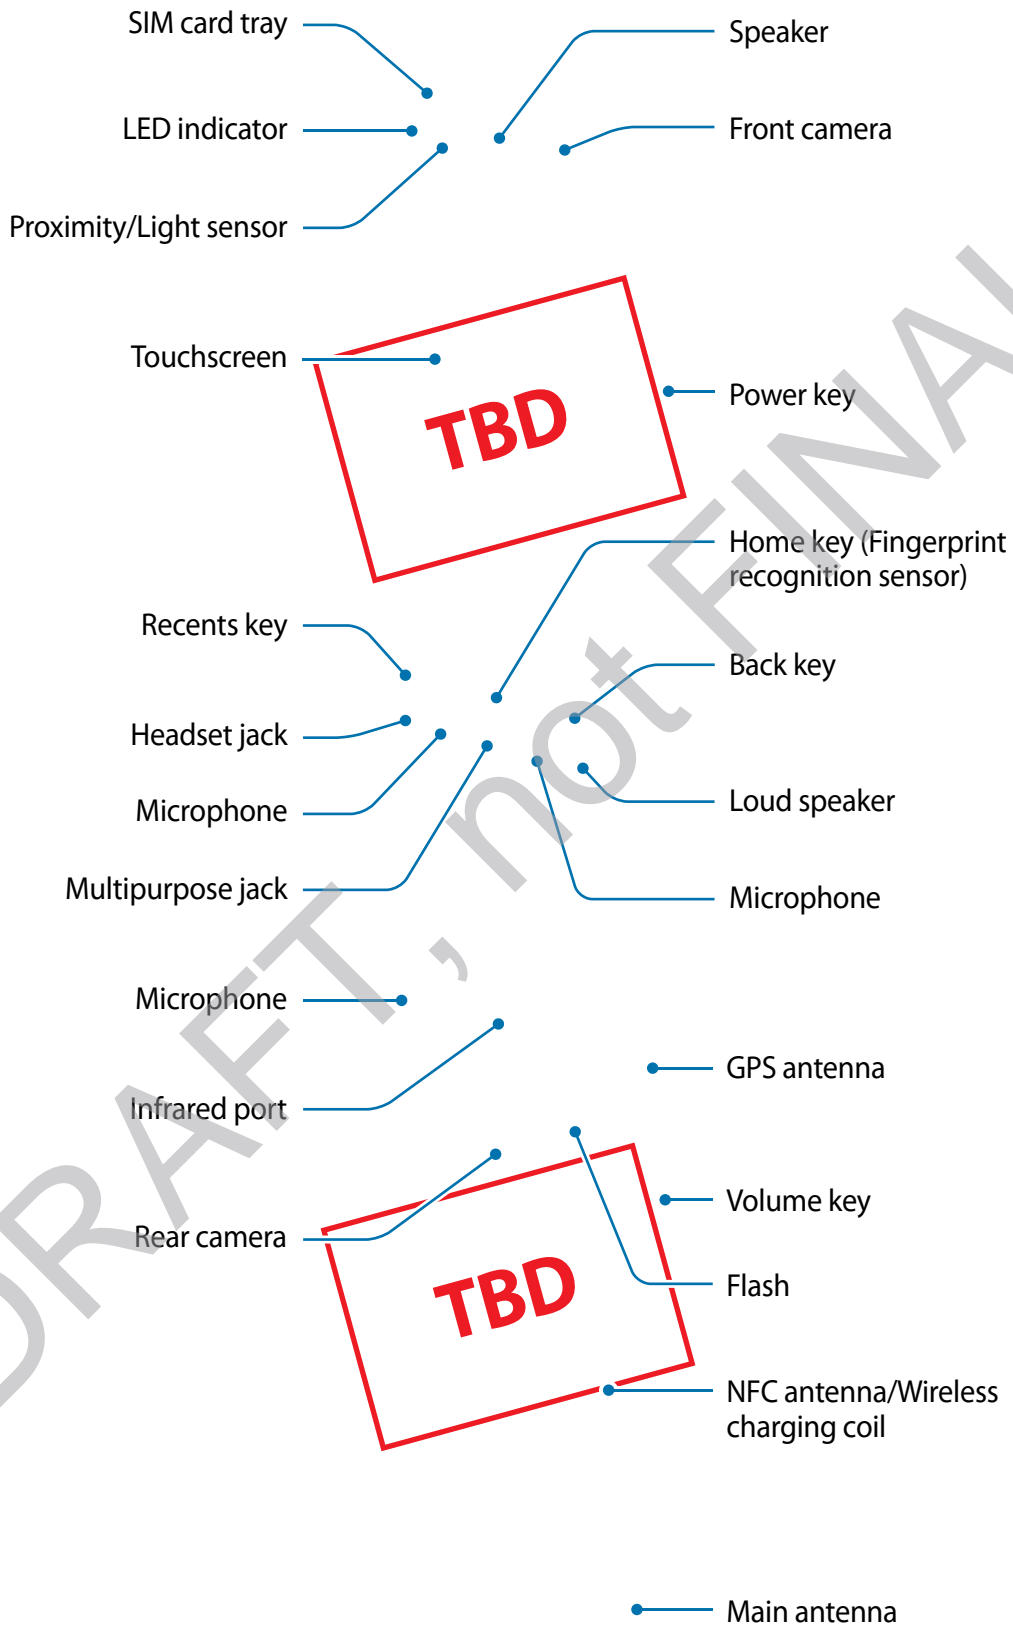 SIM card tray
Speaker
LED indicator
Front camera
Proximity/Light sensor
Touchscreen
Power key
TBD
Home key (Fingerprint
recognition sensor)
Recents key
Back key
Headset jack
Loud speaker
Microphone
Multipurpose jack
Microphone
Microphone
GPS antenna
Infrared port
Volume key
Rear camera
Flash
TBD
NFC antenna/Wireless
charging coil
Main antenna
DRAFT, not FINAL